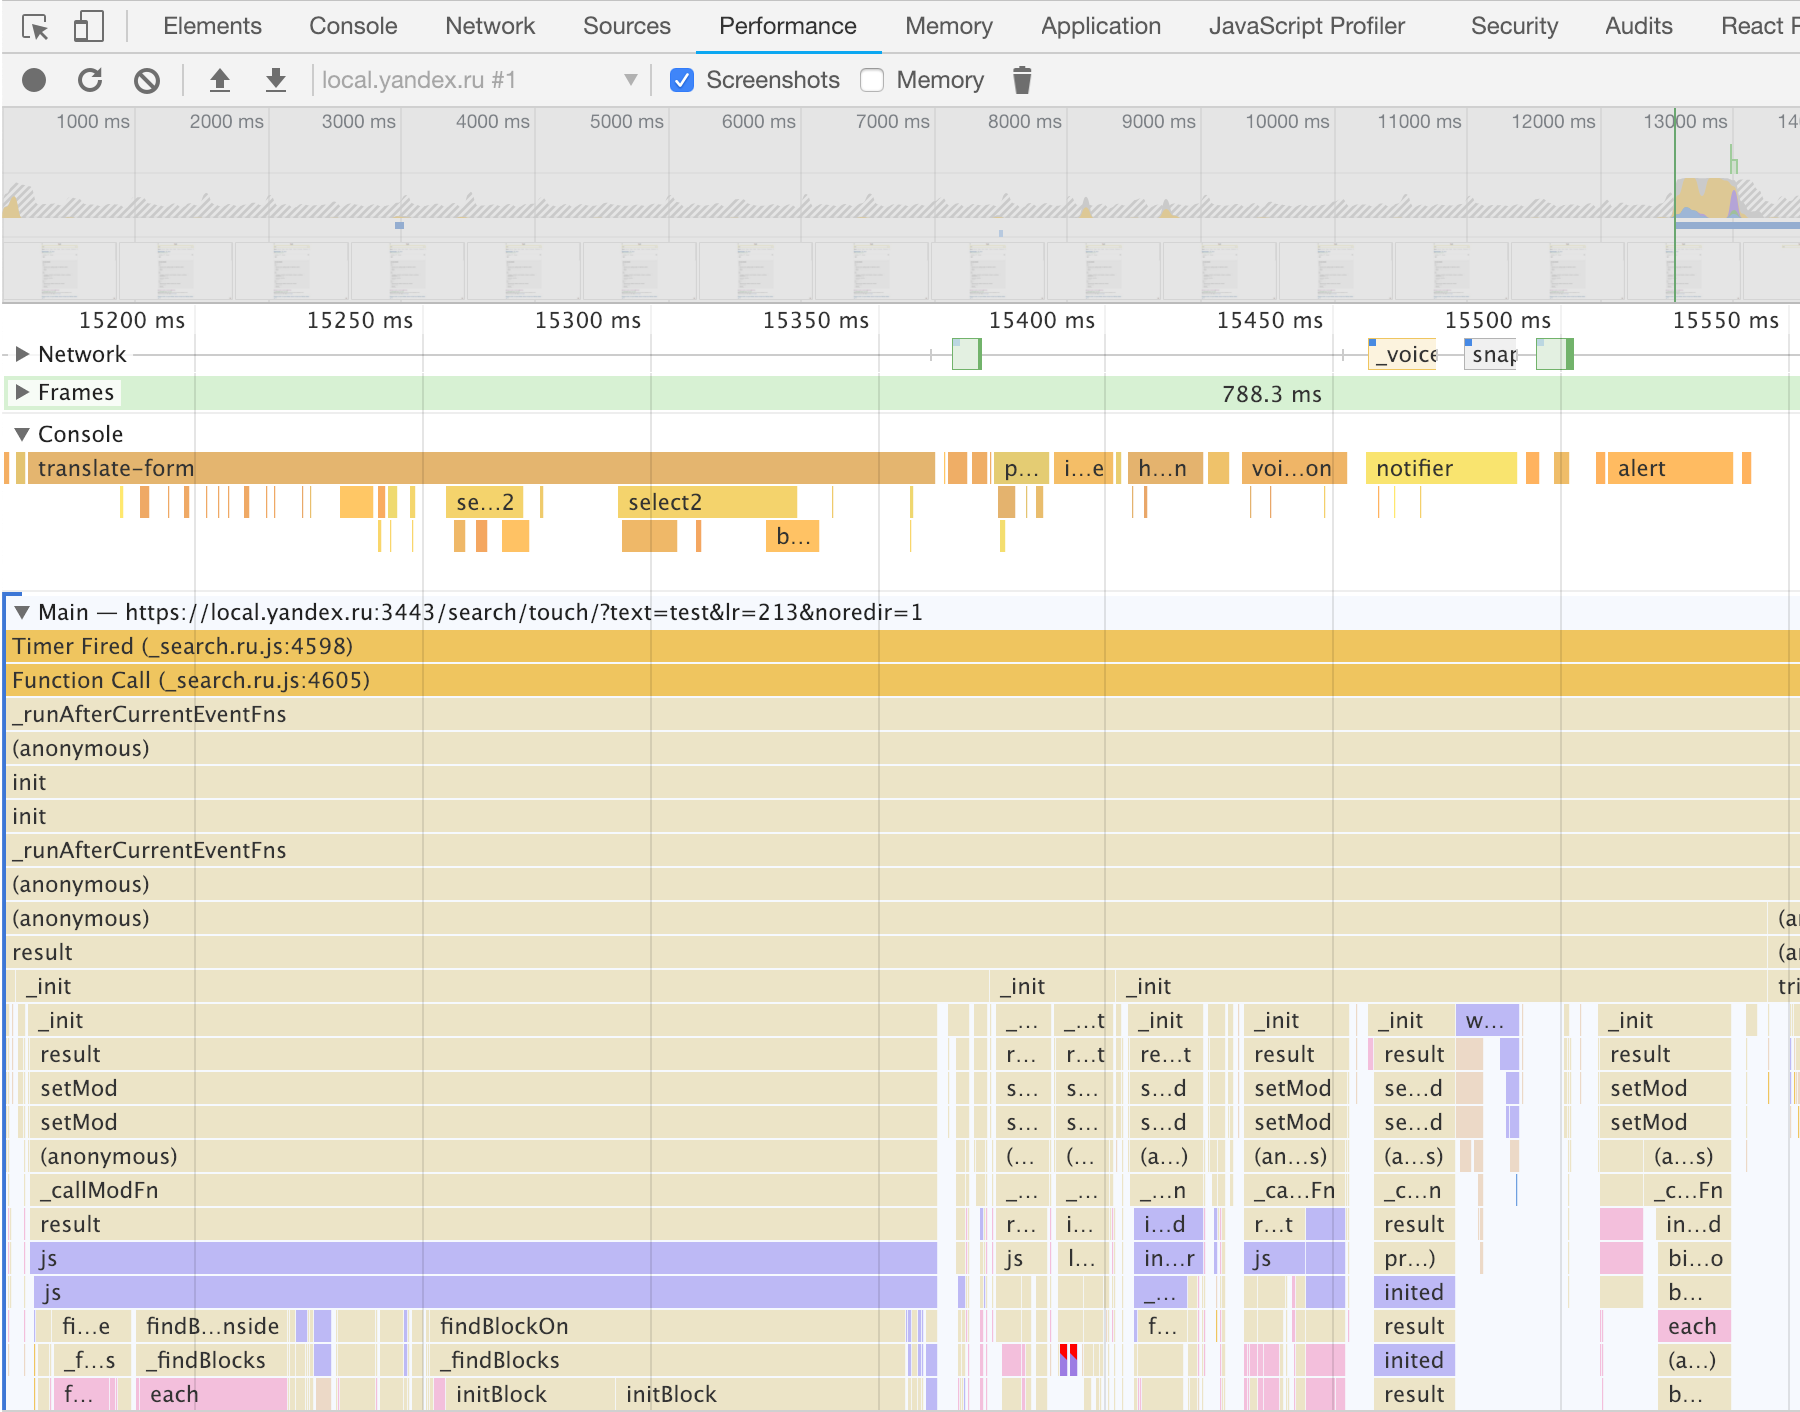 Elements Console Network Sources Performance Memory Application JavaScript Profiler Security Audits React
local.yandex.ru #1 Screenshots Memory
1000 ms 2000 ms 3000 ms 4000 ms 5000 ms 6000 ms 7000 ms 8000 ms 9000 ms 10000 ms 11000 ms 12000 ms 13000 ms
15200 ms 15250 ms 15300 ms 15350 ms 15400 ms 15450 ms 15500 ms 15550 ms
Network _voice snap
Frames 788.3 ms
Console
translate-form p... i...e h...n voi...on notifier alert
se...2 select2
b...
Main — https://local.yandex.ru:3443/search/touch/?text=test&lr=213&noredir=1
Timer Fired (_search.ru.js:4598)
Function Call (_search.ru.js:4605)
_runAfterCurrentEventFns
(anonymous)
init
init
_runAfterCurrentEventFns
(anonymous)
(anonymous) (a
result (a
_init _init _init tri
_init _... _...t _init _init _init w... _init
result r... r...t re...t result result result
setMod s... s... s...d setMod se...d setMod
setMod s... s... s...d setMod se...d setMod
(anonymous) (... (... (a...) (an...s) (a...s) (a...s)
_callModFn _... _... _...n _ca...Fn _c...n _c...Fn
result r... i... i...d r...t result in...d
js js l... in...r js pr...) bi...o
js _... inited b...
fi...e findB...nside findBlockOn f... result each
_f...s _findBlocks _findBlocks inited (a...)
f... each initBlock initBlock result b...